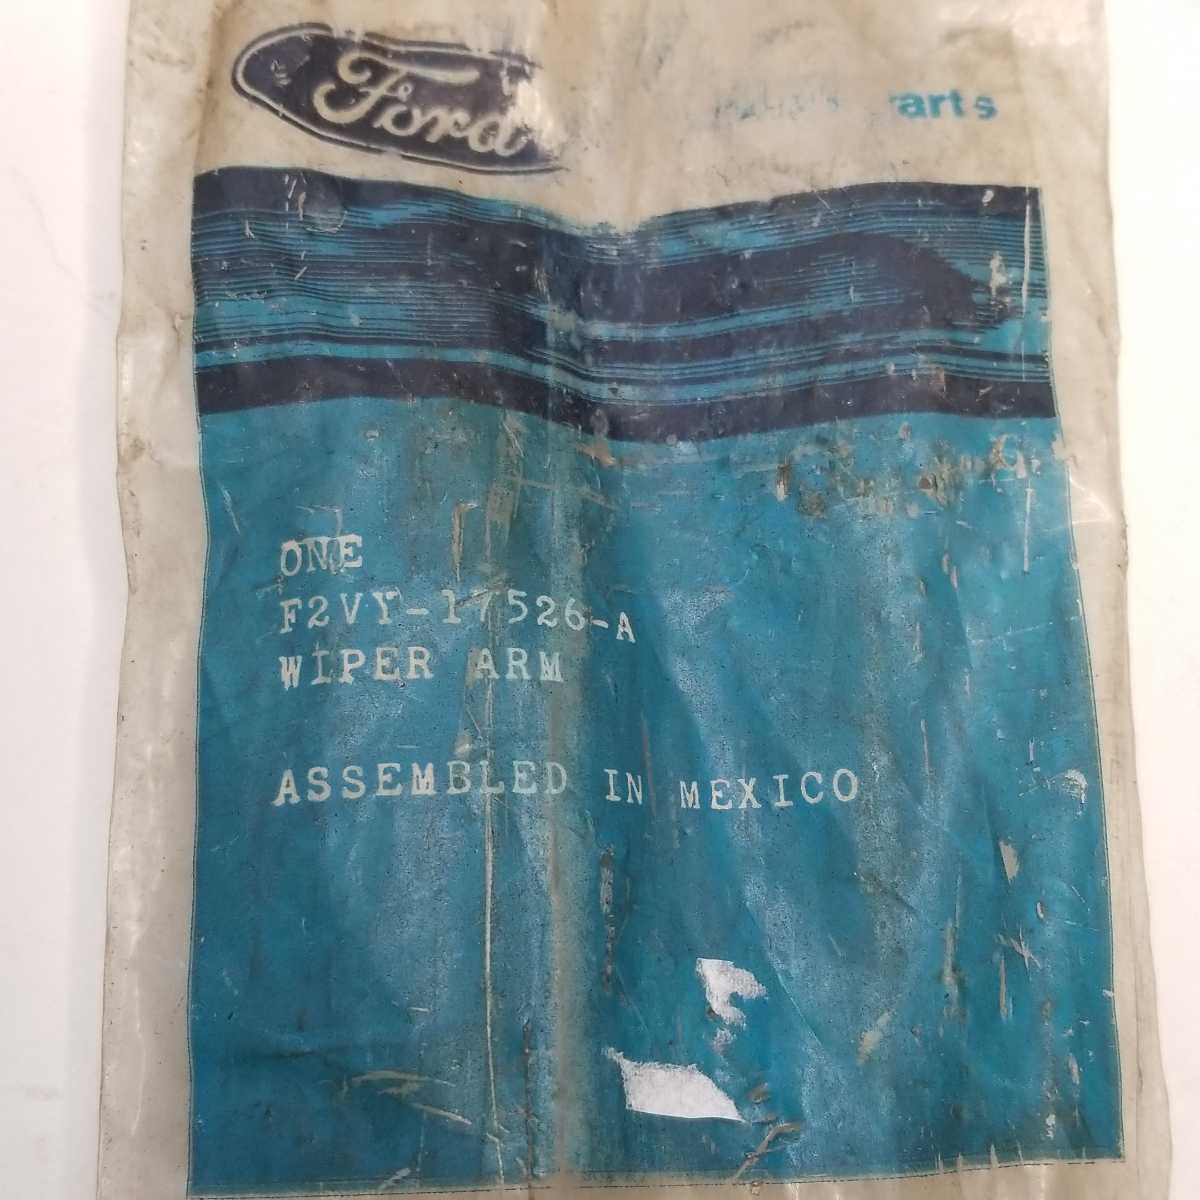 Ford
arts
ONE
F2VY-17526-A
WIPER ARM
ASSEMBLED IN MEXICO